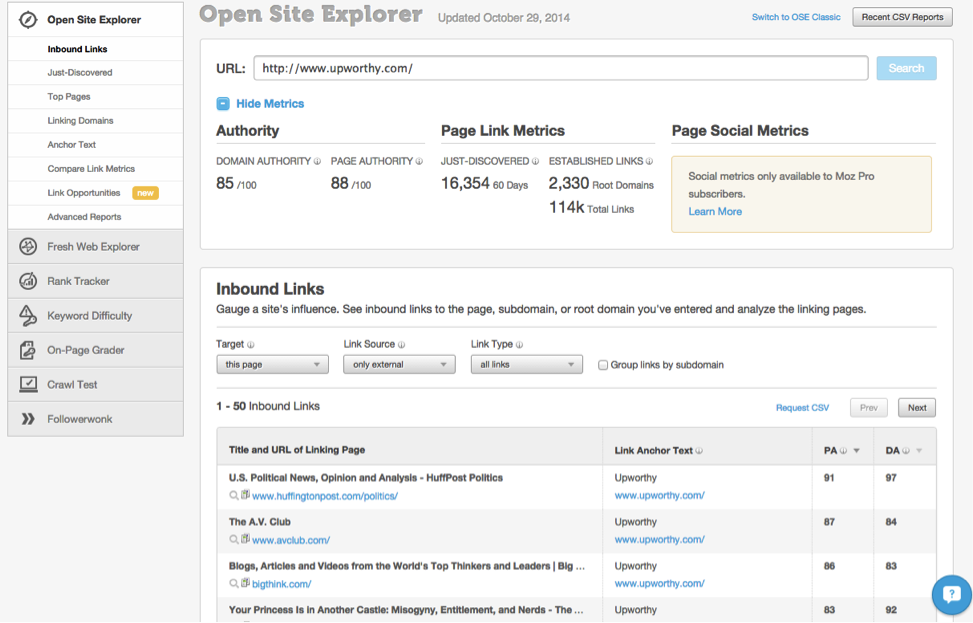 Open Site Explorer
Inbound Links
Just-Discovered
Top Pages
Linking Domains
Anchor Text
Compare Link Metrics
Link Opportunities new
Advanced Reports
Fresh Web Explorer
Rank Tracker
Keyword Difficulty
On-Page Grader
Crawl Test
Followerwonk
Open Site Explorer Updated October 29, 2014
Switch to OSE Classic Recent CSV Reports
URL: http://www.upworthy.com/ Search
Hide Metrics
Authority Page Link Metrics Page Social Metrics
DOMAIN AUTHORITY PAGE AUTHORITY JUST-DISCOVERED ESTABLISHED LINKS
85 /100 88 /100 16,354 60 Days 2,330 Root Domains
114k Total Links
Social metrics only available to Moz Pro
subscribers.
Learn More
Inbound Links
Gauge a site's influence. See inbound links to the page, subdomain, or root domain you've entered and analyze the linking pages.
Target Link Source Link Type
this page only external all links Group links by subdomain
1 - 50 Inbound Links Request CSV Prev Next
Title and URL of Linking Page Link Anchor Text PA DA
U.S. Political News, Opinion and Analysis - HuffPost Politics Upworthy 91 97
www.huffingtonpost.com/politics/ www.upworthy.com/
The A.V. Club Upworthy 87 84
www.avclub.com/ www.upworthy.com/
Blogs, Articles and Videos from the World's Top Thinkers and Leaders | Big ... Upworthy 86 83
bigthink.com/ www.upworthy.com/
Your Princess Is in Another Castle: Misogyny, Entitlement, and Nerds - The ... Upworthy 83 92